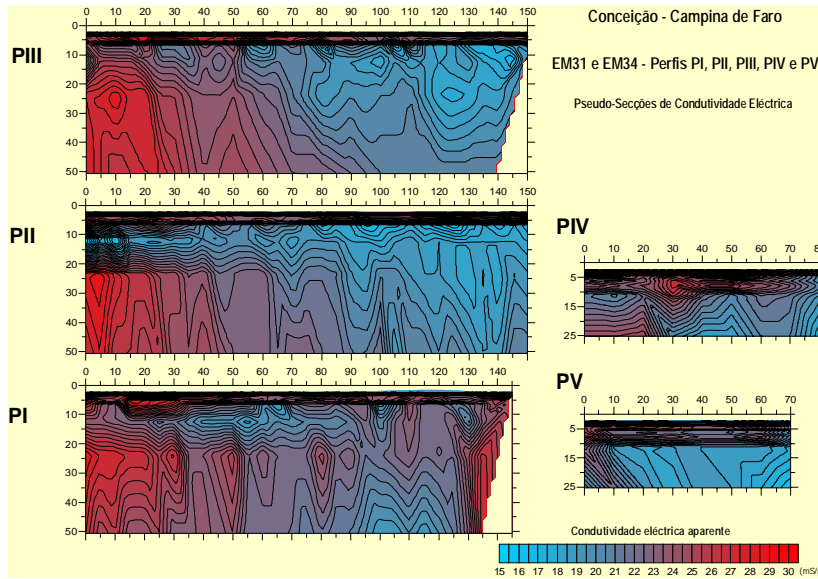 Conceição - Campina de Faro
EM31 e EM34 - Perfis PI, PII, PIII, PIV e PV
Pseudo-Secções de Condutividade Eléctrica
PIII
0 10 20 30 40 50 60 70 80 90 100 110 120 130 140 150
0
10
20
30
40
50
PII
0 10 20 30 40 50 60 70 80 90 100 110 120 130 140 150
0
10
20
30
40
50
PI
0 10 20 30 40 50 60 70 80 90 100 110 120 130 140
0
10
20
30
40
50
PIV
0 10 20 30 40 50 60 70
5
15
25
PV
0 10 20 30 40 50 60 70
5
15
25
Condutividade eléctrica aparente
15 16 17 18 19 20 21 22 23 24 25 26 27 28 29 30 (mS/